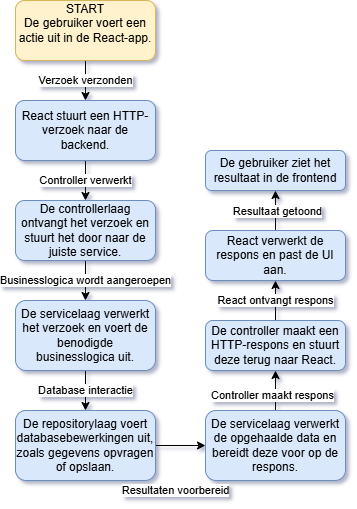 START
De gebruiker voert een
actie uit in de React-app.
Verzoek verzonden
React stuurt een HTTP-
verzoek naar de
backend.
Controller verwerkt
De controllerlaag
ontvangt het verzoek en
stuurt het door naar de
juiste service.
Businesslogica wordt aangeroepen
De servicelaag verwerkt
het verzoek en voert de
benodigde
businesslogica uit.
Database interactie
De repositorylaag voert
databasebewerkingen uit,
zoals gegevens opvragen
of opslaan.
Resultaten voorbereid
De servicelaag verwerkt
de opgehaalde data en
bereidt deze voor op de
respons.
Controller maakt respons
De controller maakt een
HTTP-respons en stuurt
deze terug naar React.
React ontvangt respons
React verwerkt de
respons en past de UI
aan.
Resultaat getoond
De gebruiker ziet het
resultaat in de frontend